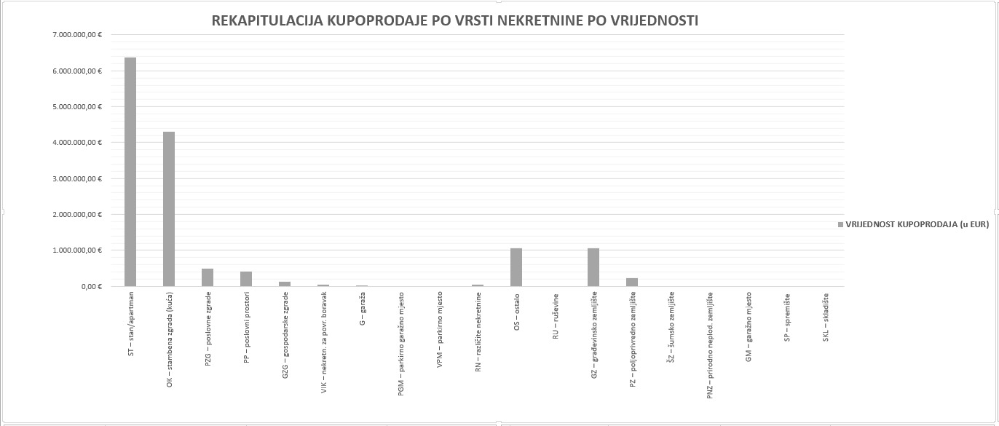 REKAPITULACIJA KUPOPRODAJE PO VRSTI NEKRETNINE PO VRIJEDNOSTI
7.000.000,00 €
6.000.000,00 €
5.000.000,00 €
4.000.000,00 €
3.000.000,00 €
2.000.000,00 €
1.000.000,00 €
0,00 €
ST – stan/apartman
OK – stambena zgrada (kuća)
PZG – poslovne zgrade
PP – poslovni prostori
GZG – gospodarske zgrade
VIK – nekretn. za povr. boravak
G – garaža
PGM – parkirno garažno mjesto
VPM – parkirno mjesto
RN – različite nekretnine
OS – ostalo
RU – ruševine
GZ – građevinsko zemljište
PZ – poljoprivredno zemljište
ŠZ – šumsko zemljište
PNZ – prirodno neplod. zemljište
GM – garažno mjesto
SP – spremište
SKL – skladište
VRIJEDNOST KUPOPRODAJA (u EUR)